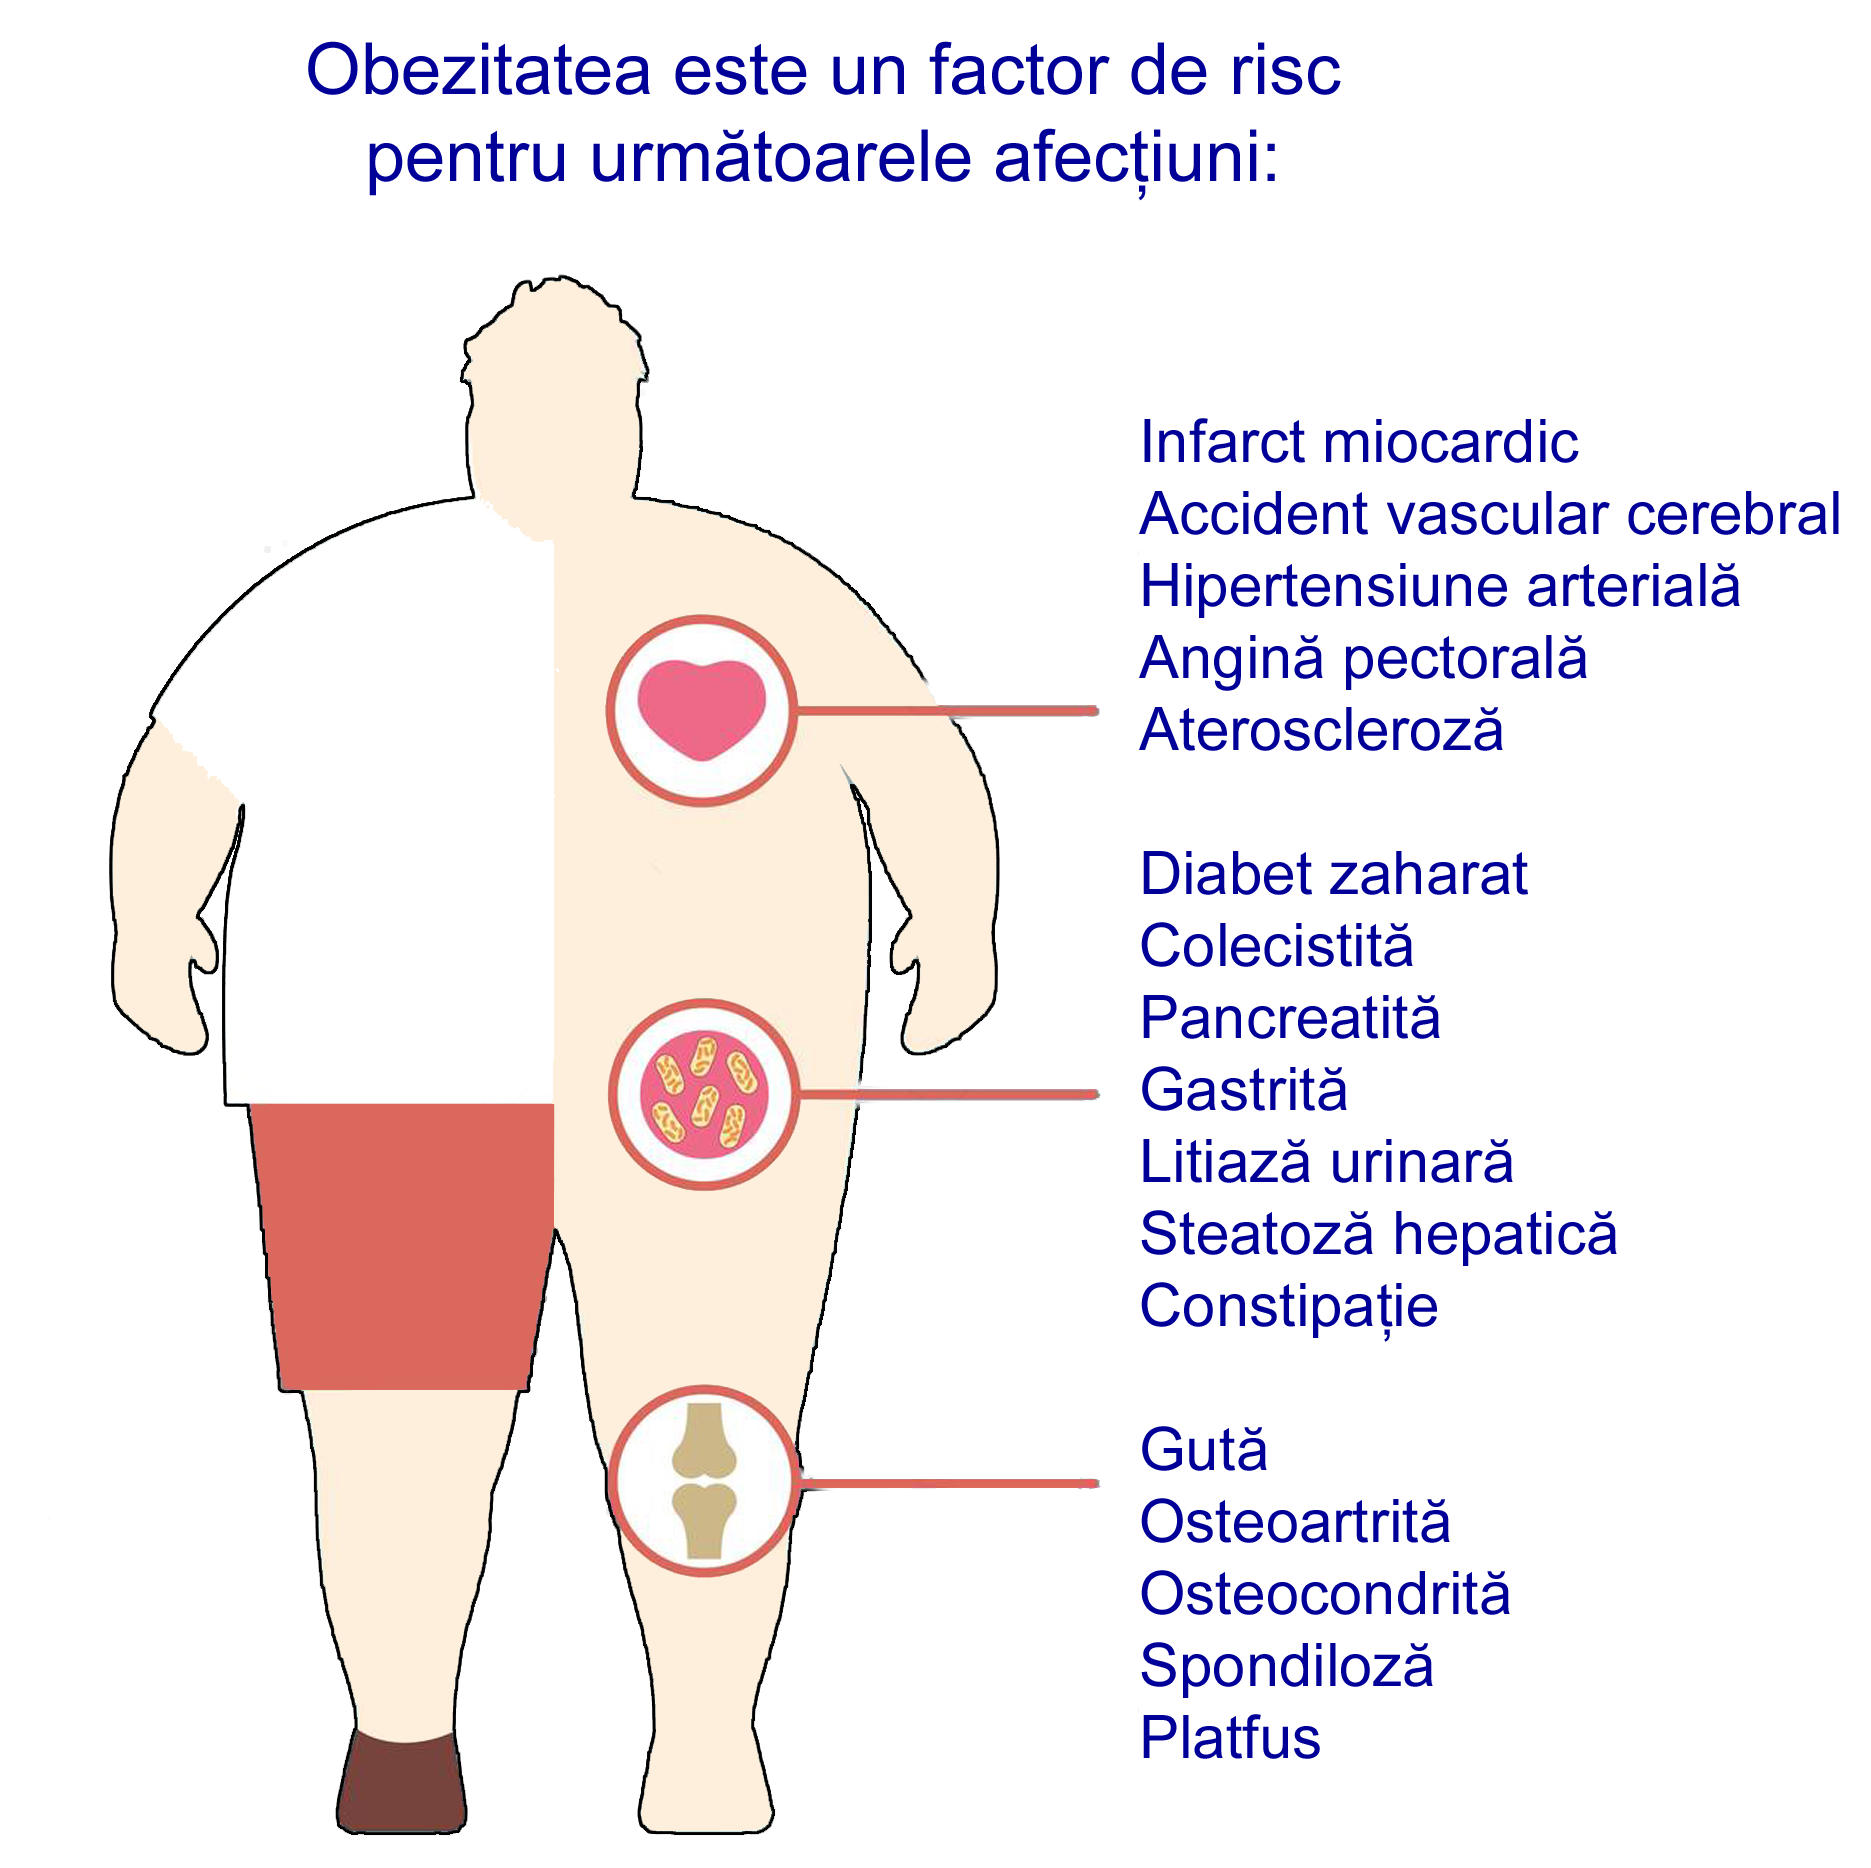 Obezitatea este un factor de risc
pentru următoarele afecțiuni:
Infarct miocardic
Accident vascular cerebral
Hipertensiune arterială
Angină pectorală
Ateroscleroză
Diabet zaharat
Colecistită
Pancreatită
Gastrită
Litiază urinară
Steatoză hepatică
Constipație
Gută
Osteoartrită
Osteocondrită
Spondiloză
Platfus